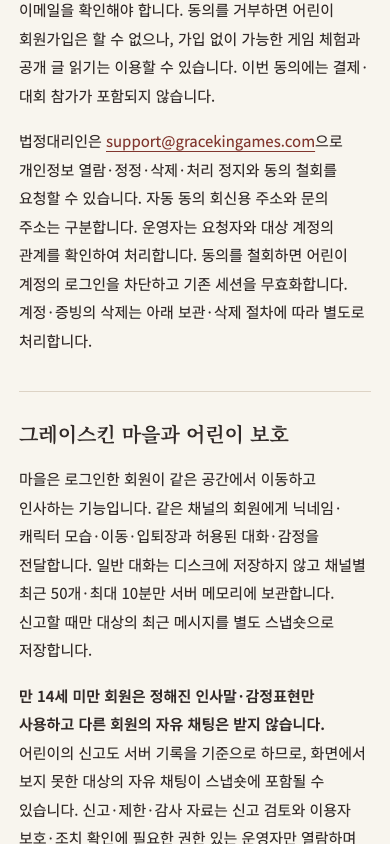 이메일을 확인해야 합니다. 동의를 거부하면 어린이
회원가입은 할 수 없으나, 가입 없이 가능한 게임 체험과
공개 글 읽기는 이용할 수 있습니다. 이번 동의에는 결제·
대회 참가가 포함되지 않습니다.
법정대리인은 support@gracekingames.com으로
개인정보 열람·정정·삭제·처리 정지와 동의 철회를
요청할 수 있습니다. 자동 동의 회신용 주소와 문의
주소는 구분합니다. 운영자는 요청자와 대상 계정의
관계를 확인하여 처리합니다. 동의를 철회하면 어린이
계정의 로그인을 차단하고 기존 세션을 무효화합니다.
계정·증빙의 삭제는 아래 보관·삭제 절차에 따라 별도로
처리합니다.
그레이스킨 마을과 어린이 보호
마을은 로그인한 회원이 같은 공간에서 이동하고
인사하는 기능입니다. 같은 채널의 회원에게 닉네임·
캐릭터 모습·이동·입퇴장과 허용된 대화·감정을
전달합니다. 일반 대화는 디스크에 저장하지 않고 채널별
최근 50개·최대 10분만 서버 메모리에 보관합니다.
신고할 때만 대상의 최근 메시지를 별도 스냅숏으로
저장합니다.
만 14세 미만 회원은 정해진 인사말·감정표현만
사용하고 다른 회원의 자유 채팅은 받지 않습니다.
어린이의 신고도 서버 기록을 기준으로 하므로, 화면에서
보지 못한 대상의 자유 채팅이 스냅숏에 포함될 수
있습니다. 신고·제한·감사 자료는 신고 검토와 이용자
보호·조치 확인에 필요한 권한 있는 운영자만 열람하며